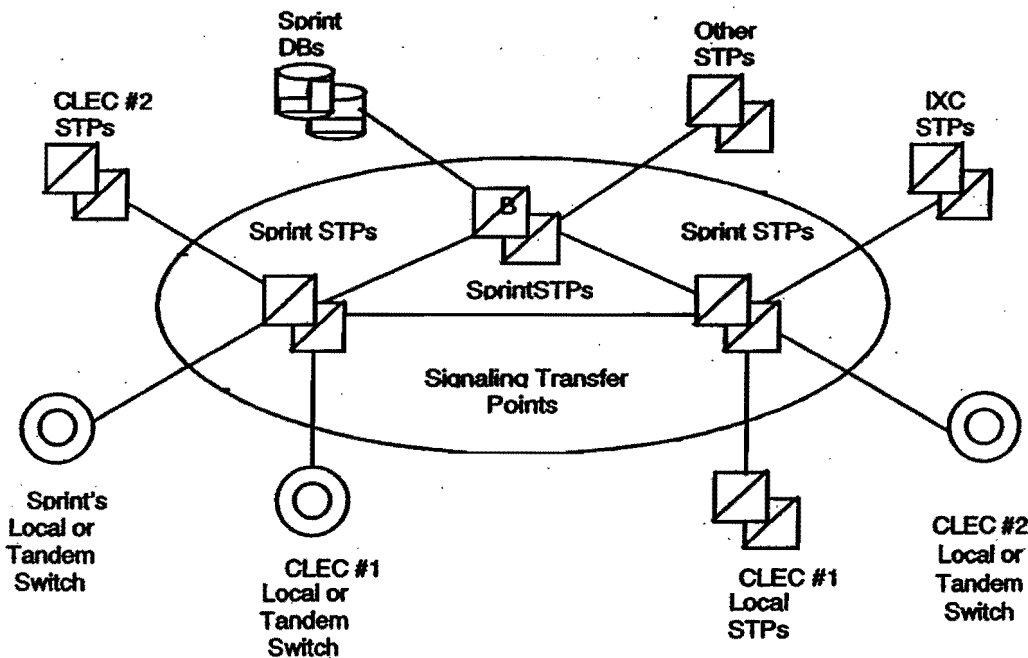 Sprint
DBs
Other
STPs
CLEC #2
STPs
IXC
STPs
B
Sprint STPs
Sprint STPs
SprintSTPs
Signaling Transfer
Points
Sprint's
Local or
Tandem
Switch
CLEC #1
Local or
Tandem
Switch
CLEC #1
Local
STPs
CLEC #2
Local or
Tandem
Switch